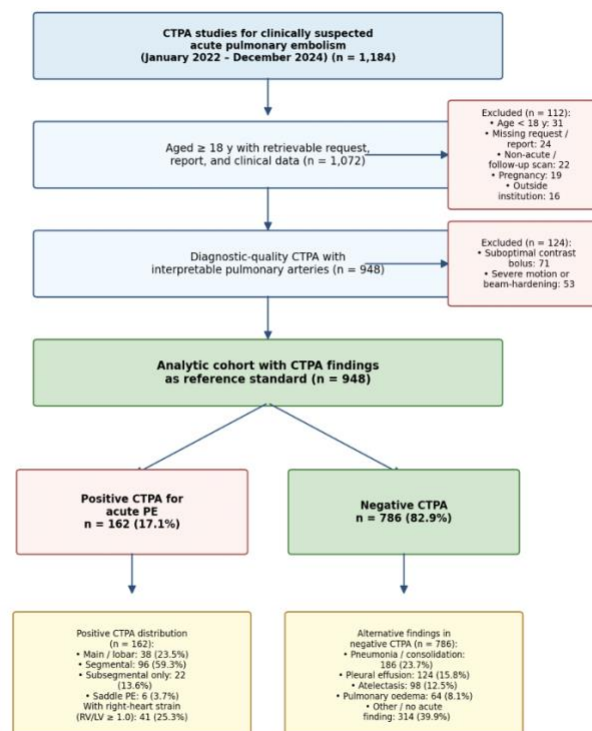 CTPA studies for clinically suspected
acute pulmonary embolism
(January 2022 – December 2024) (n = 1,184)
Excluded (n = 112):
• Age < 18 y: 31
• Missing request /
report: 24
• Non-acute /
follow-up scan: 22
• Pregnancy: 19
• Outside
institution: 16
Aged ≥ 18 y with retrievable request,
report, and clinical data (n = 1,072)
Excluded (n = 124):
• Suboptimal contrast
bolus: 71
• Severe motion or
beam-hardening: 53
Diagnostic-quality CTPA with
interpretable pulmonary arteries (n = 948)
Analytic cohort with CTPA findings
as reference standard (n = 948)
Positive CTPA for
acute PE
n = 162 (17.1%)
Negative CTPA
n = 786 (82.9%)
Positive CTPA distribution
(n = 162):
• Main / lobar: 38 (23.5%)
• Segmental: 96 (59.3%)
• Subsegmental only: 22
(13.6%)
• Saddle PE: 6 (3.7%)
With right-heart strain
(RV/LV ≥ 1.0): 41 (25.3%)
Alternative findings in
negative CTPA (n = 786):
• Pneumonia / consolidation:
186 (23.7%)
• Pleural effusion: 124 (15.8%)
• Atelectasis: 98 (12.5%)
• Pulmonary oedema: 64 (8.1%)
• Other / no acute
finding: 314 (39.9%)